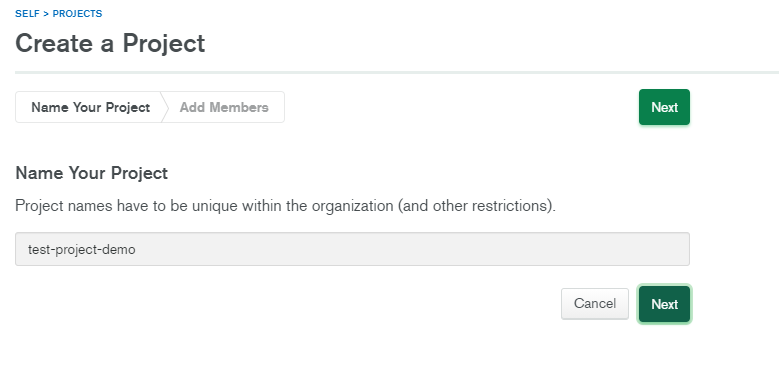 SELF > PROJECTS
Create a Project
Name Your Project Add Members Next
Name Your Project
Project names have to be unique within the organization (and other restrictions).
test-project-demo
Cancel Next